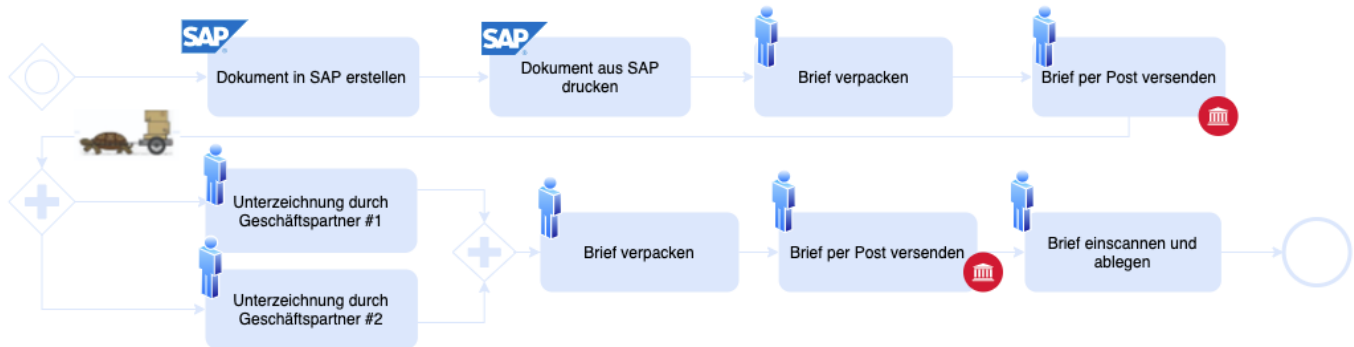 SAP
Dokument in SAP erstellen
SAP
Dokument aus SAP
drucken
Brief verpacken
Brief per Post versenden
Unterzeichnung durch
Geschäftspartner #1
Unterzeichnung durch
Geschäftspartner #2
Brief verpacken
Brief per Post versenden
Brief einscannen und
ablegen